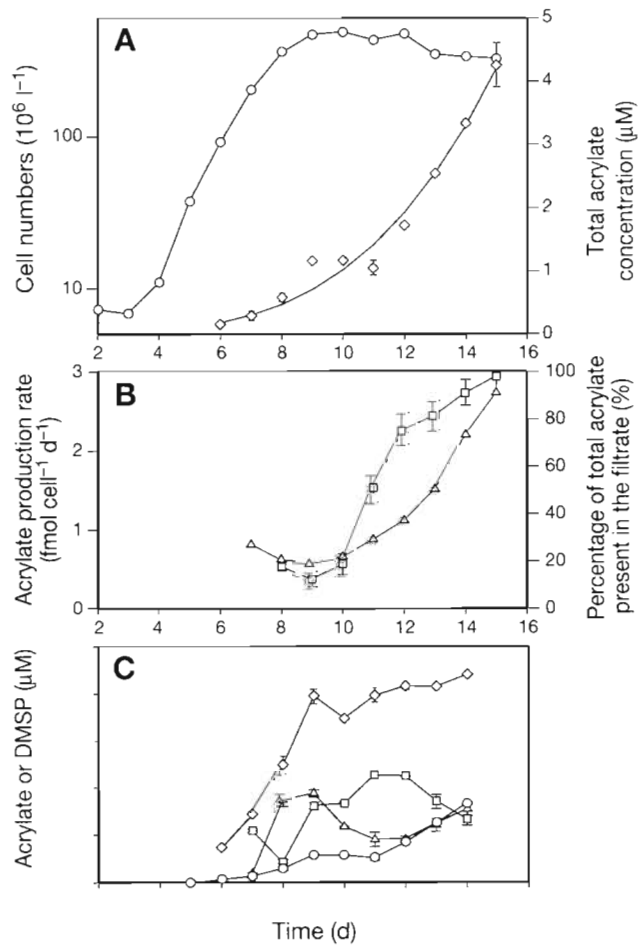 A
Cell numbers (10⁶ l⁻¹)
100
10
5
4
3
2
1
0
Total acrylate
concentration (µM)
2 4 6 8 10 12 14 16
B
Acrylate production rate
(fmol cell⁻¹ d⁻¹)
3
2
1
0
100
80
60
40
20
0
Percentage of total acrylate
present in the filtrate (%)
2 4 6 8 10 12 14 16
C
Acrylate or DMSP (µM)
Time (d)